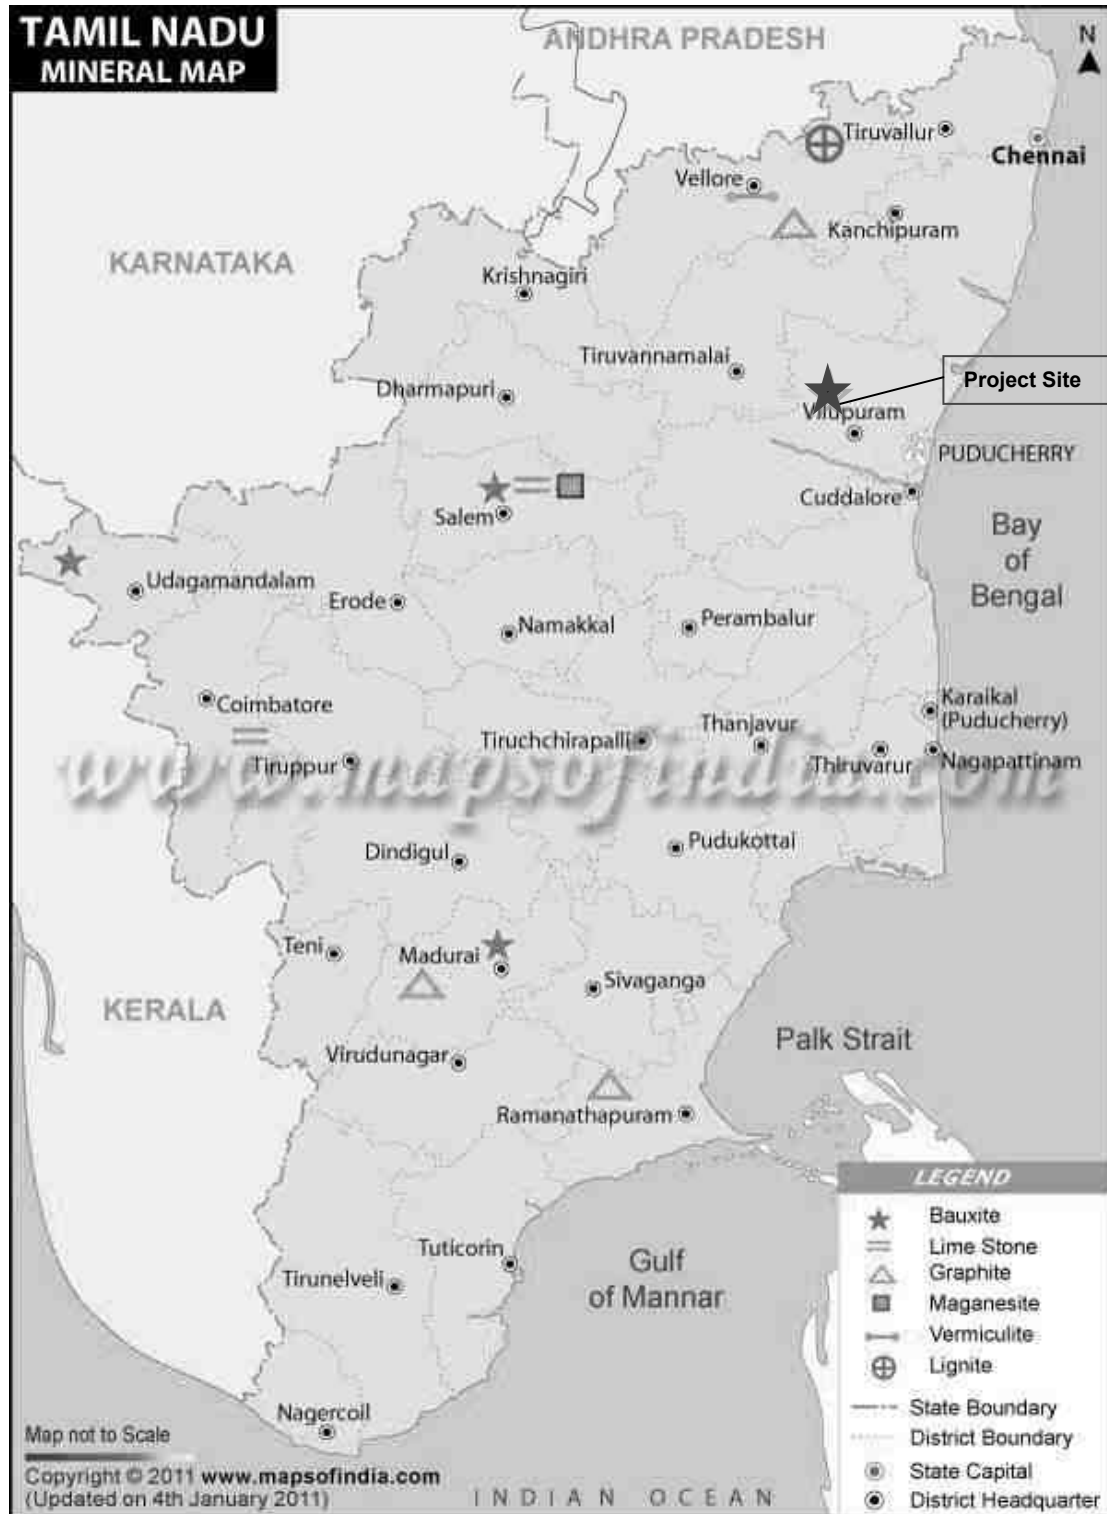 TAMIL NADU
MINERAL MAP
ANDHRA PRADESH
N
Tiruvallur
Chennai
Vellore
Kanchipuram
KARNATAKA
Krishnagiri
Tiruvannamalai
Project Site
Dharmapuri
Vilupuram
PUDUCHERRY
Cuddalore
Salem
Bay
of
Bengal
Udagamandalam
Erode
Namakkal
Perambalur
Coimbatore
Karaikal
(Puducherry)
Thanjavur
Tiruchchirapalli
Tiruppur
Thiruvarur
Nagapattinam
www.mapsofindia.com
Dindigul
Pudukottai
Teni
Madurai
Sivaganga
KERALA
Palk Strait
Virudunagar
Ramanathapuram
LEGEND
Bauxite
Lime Stone
Graphite
Maganesite
Vermiculite
Lignite
State Boundary
District Boundary
State Capital
District Headquarter
Tuticorin
Tirunelveli
Gulf
of Mannar
Nagercoil
Map not to Scale
Copyright © 2011 www.mapsofindia.com
(Updated on 4th January 2011)
INDIAN OCEAN